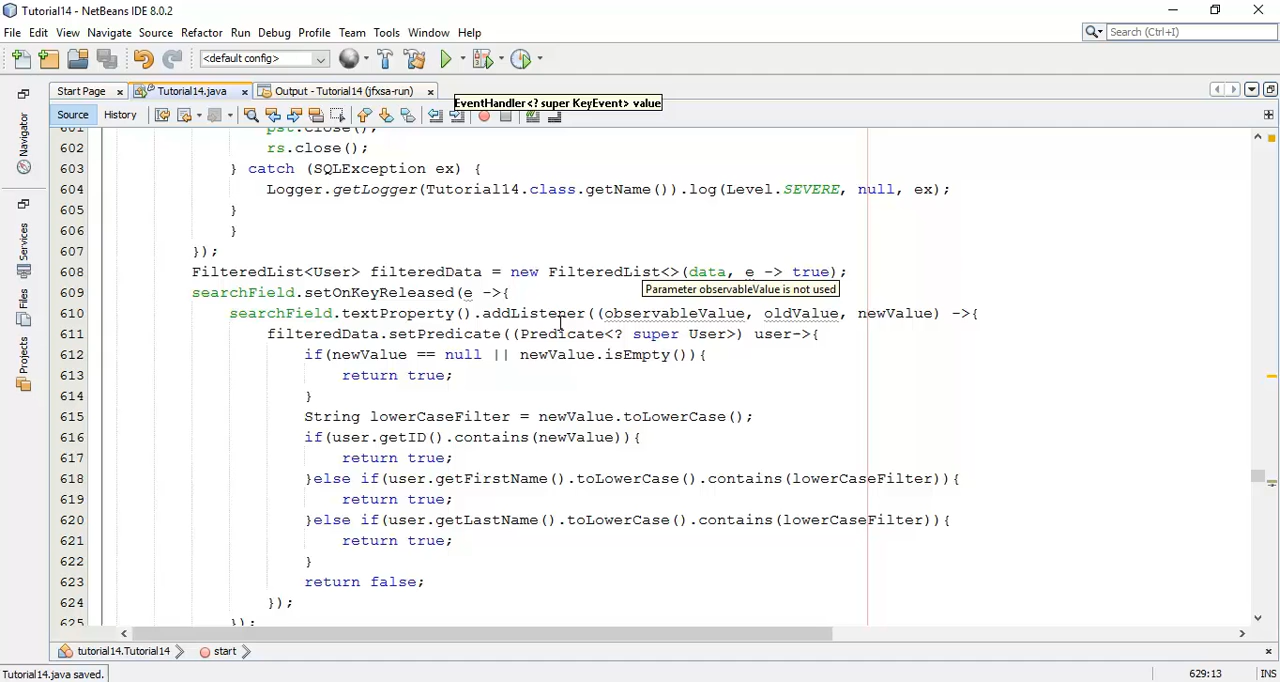 Tutorial14 - NetBeans IDE 8.0.2
File Edit View Navigate Source Refactor Run Debug Profile Team Tools Window Help
Search (Ctrl+I)
<default config>
Start Page Tutorial14.java Output - Tutorial14 (jfxsa-run)
EventHandler<? super KeyEvent> value
Source History
Navigator
Services
Files
Projects
601 pst.close();
602 rs.close();
603 } catch (SQLException ex) {
604 Logger.getLogger(Tutorial14.class.getName()).log(Level.SEVERE, null, ex);
605 }
606 }
607 });
608 FilteredList<User> filteredData = new FilteredList<>(data, e -> true);
609 searchField.setOnKeyReleased(e ->{
Parameter observableValue is not used
610 searchField.textProperty().addListener((observableValue, oldValue, newValue) ->{
611 filteredData.setPredicate((Predicate<? super User>) user->{
612 if(newValue == null || newValue.isEmpty()){
613 return true;
614 }
615 String lowerCaseFilter = newValue.toLowerCase();
616 if(user.getID().contains(newValue)){
617 return true;
618 }else if(user.getFirstName().toLowerCase().contains(lowerCaseFilter)){
619 return true;
620 }else if(user.getLastName().toLowerCase().contains(lowerCaseFilter)){
621 return true;
622 }
623 return false;
624 });
625 });
tutorial14.Tutorial14 start
Tutorial14.java saved. 629:13 INS